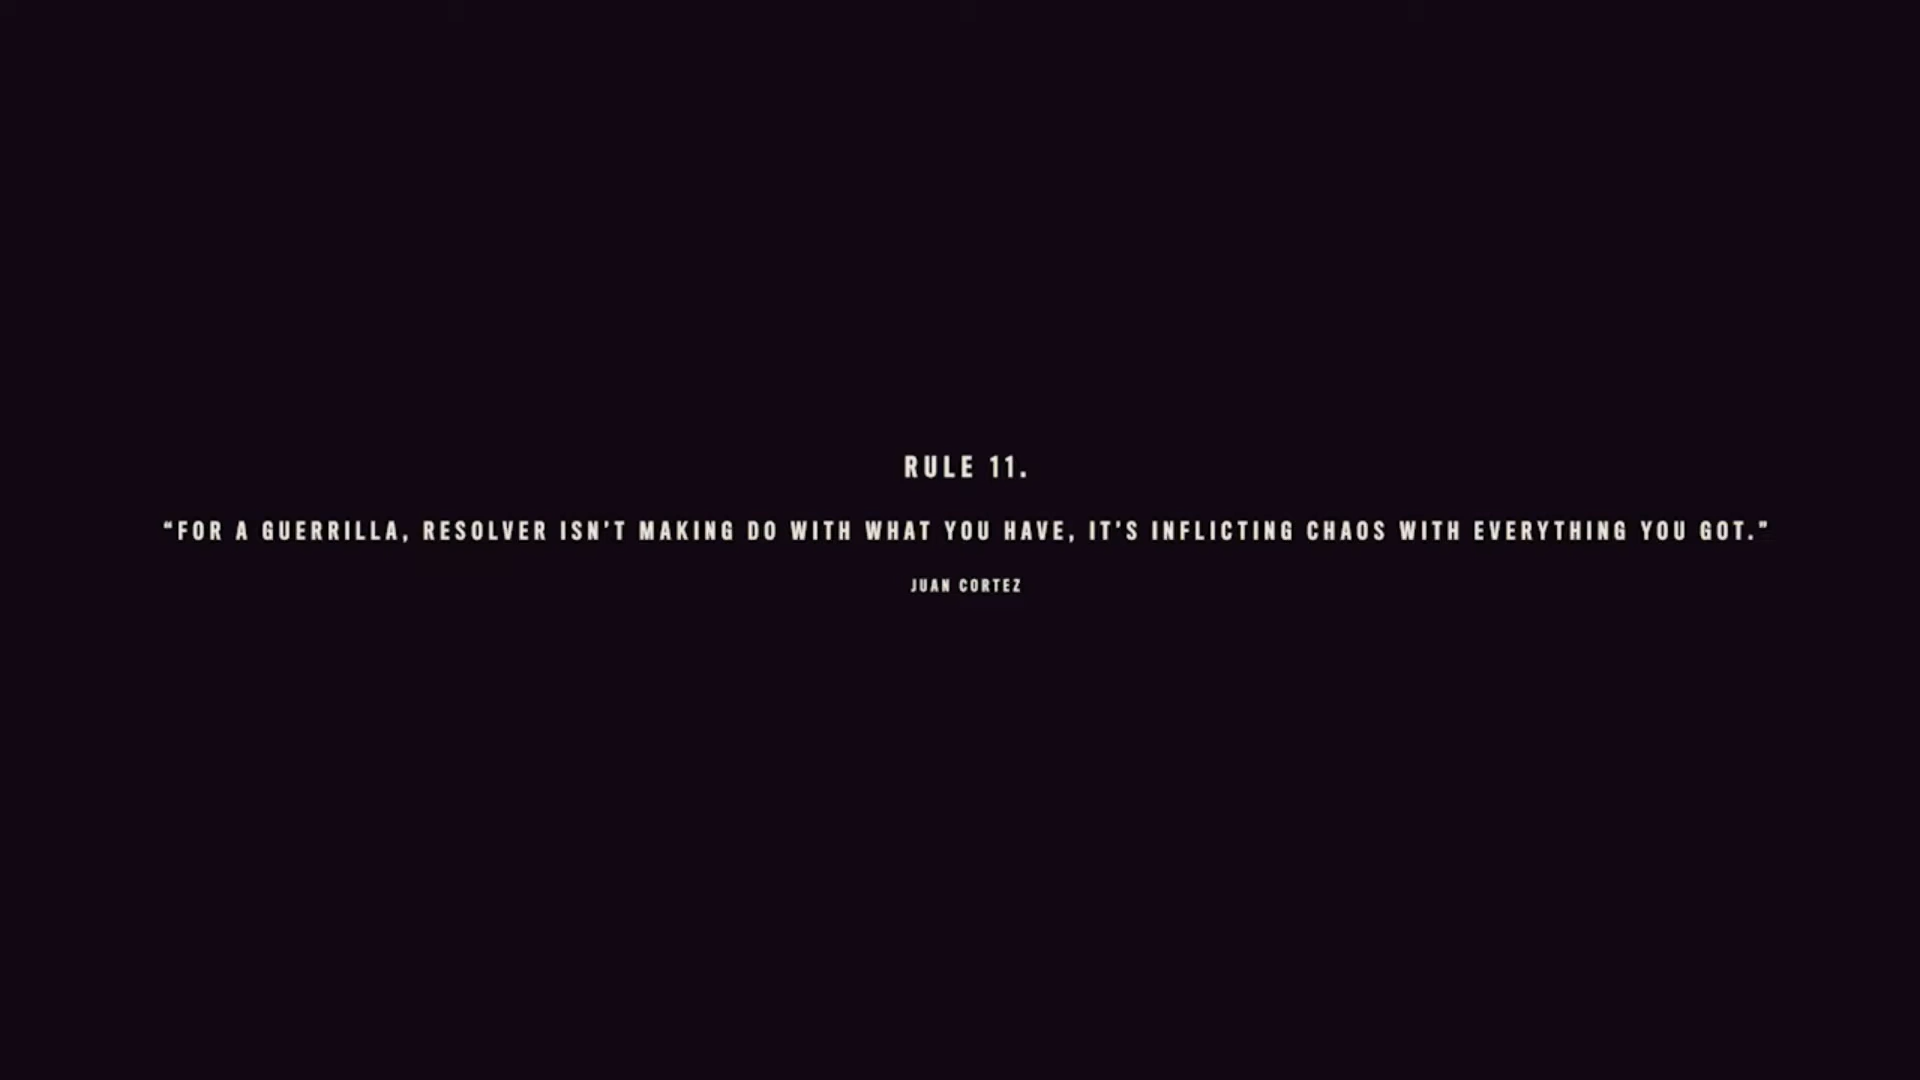 RULE 11.
“FOR A GUERRILLA, RESOLVER ISN'T MAKING DO WITH WHAT YOU HAVE, IT'S INFLICTING CHAOS WITH EVERYTHING YOU GOT.”
JUAN CORTEZ